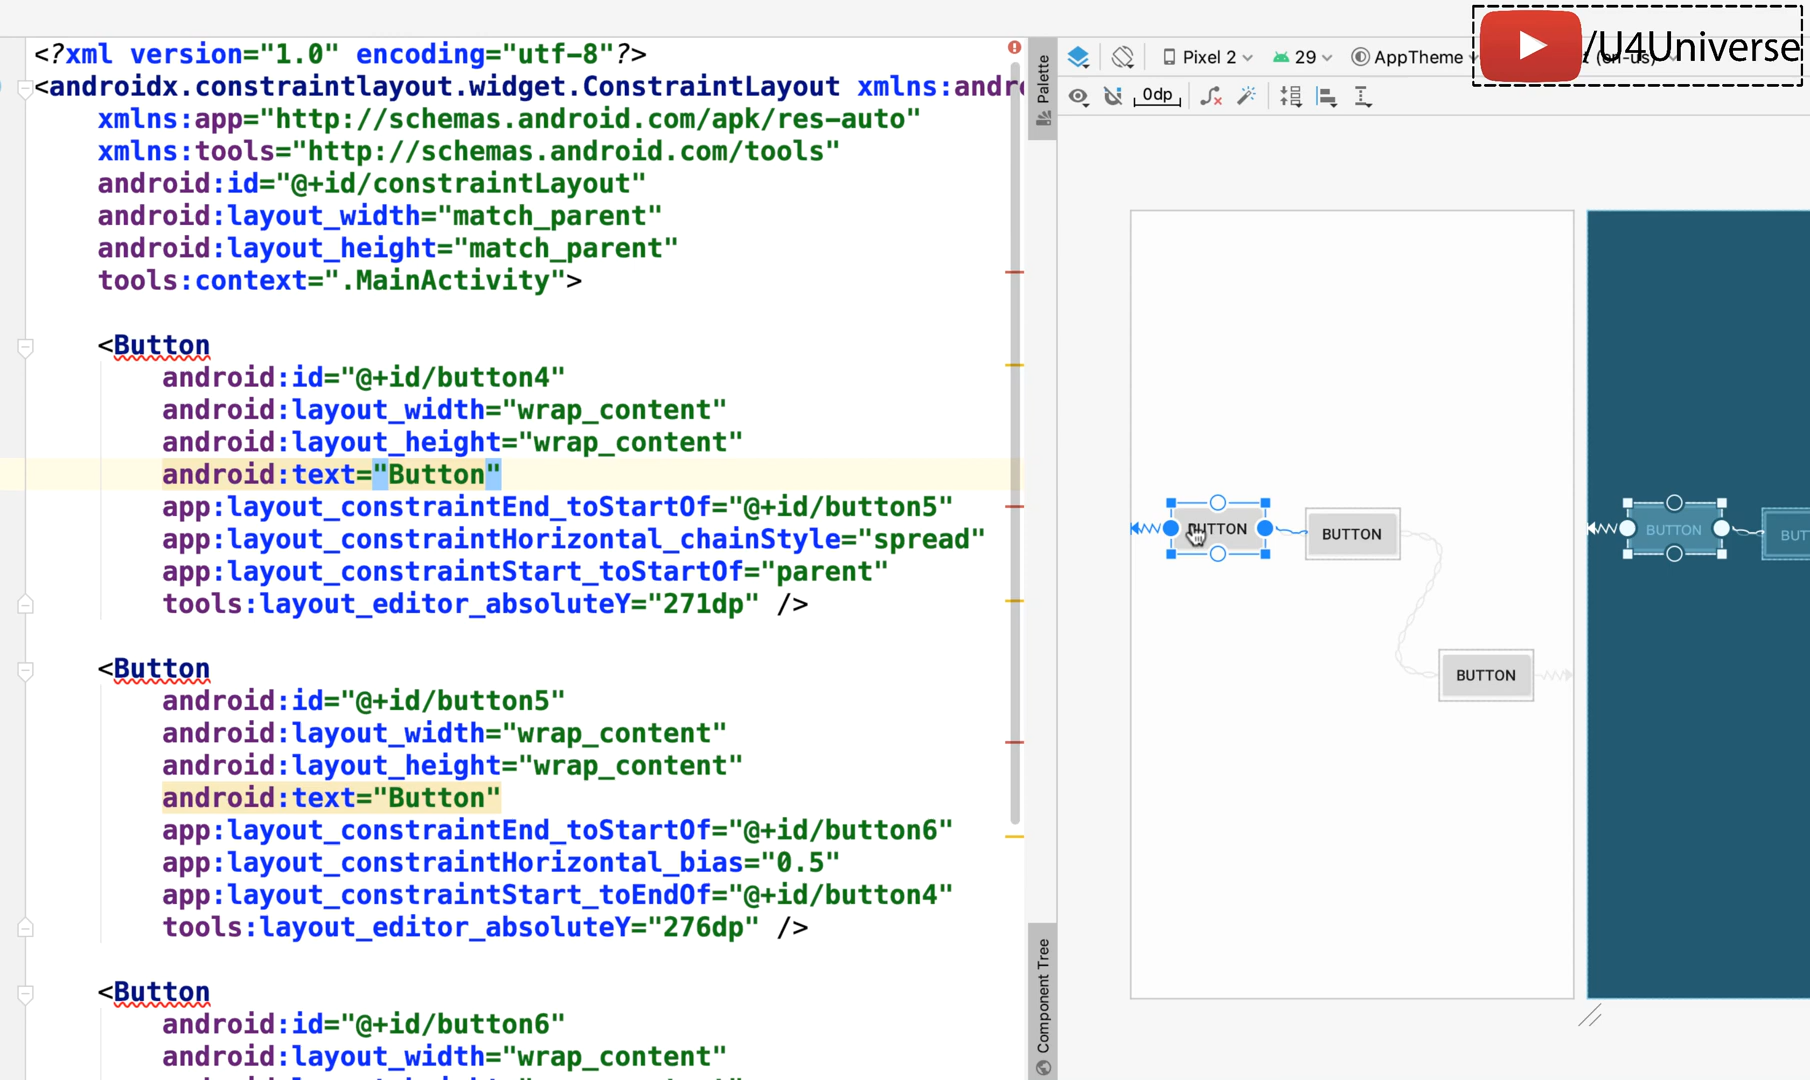 <?xml version="1.0" encoding="utf-8"?>
<androidx.constraintlayout.widget.ConstraintLayout xmlns:andr
xmlns:app="http://schemas.android.com/apk/res-auto"
xmlns:tools="http://schemas.android.com/tools"
android:id="@+id/constraintLayout"
android:layout_width="match_parent"
android:layout_height="match_parent"
tools:context=".MainActivity">
<Button
android:id="@+id/button4"
android:layout_width="wrap_content"
android:layout_height="wrap_content"
android:text="Button"
app:layout_constraintEnd_toStartOf="@+id/button5"
app:layout_constraintHorizontal_chainStyle="spread"
app:layout_constraintStart_toStartOf="parent"
tools:layout_editor_absoluteY="271dp" />
<Button
android:id="@+id/button5"
android:layout_width="wrap_content"
android:layout_height="wrap_content"
android:text="Button"
app:layout_constraintEnd_toStartOf="@+id/button6"
app:layout_constraintHorizontal_bias="0.5"
app:layout_constraintStart_toEndOf="@+id/button4"
tools:layout_editor_absoluteY="276dp" />
<Button
android:id="@+id/button6"
android:layout_width="wrap_content"
Palette
Component Tree
Pixel 2
29
AppTheme
(en-us)
/U4Universe
0dp
BUTTON
BUTTON
BUTTON
BUTTON
BUT